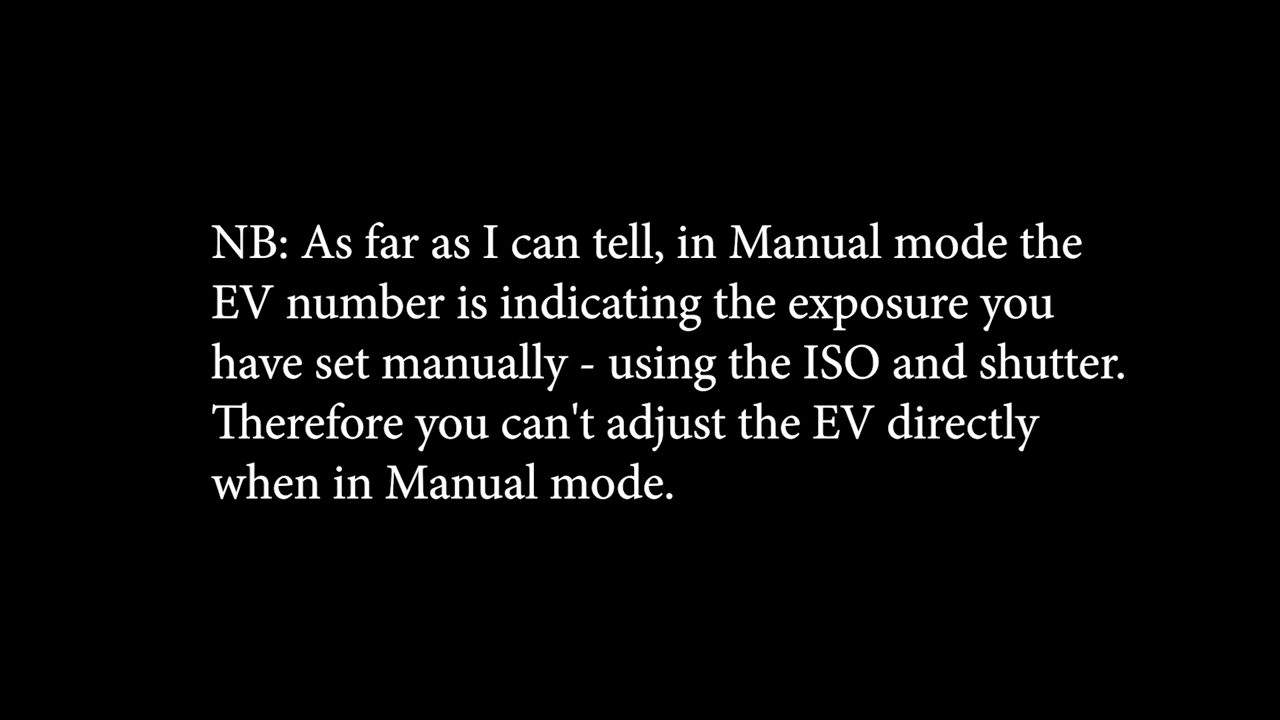 NB: As far as I can tell, in Manual mode the
EV number is indicating the exposure you
have set manually - using the ISO and shutter.
Therefore you can't adjust the EV directly
when in Manual mode.